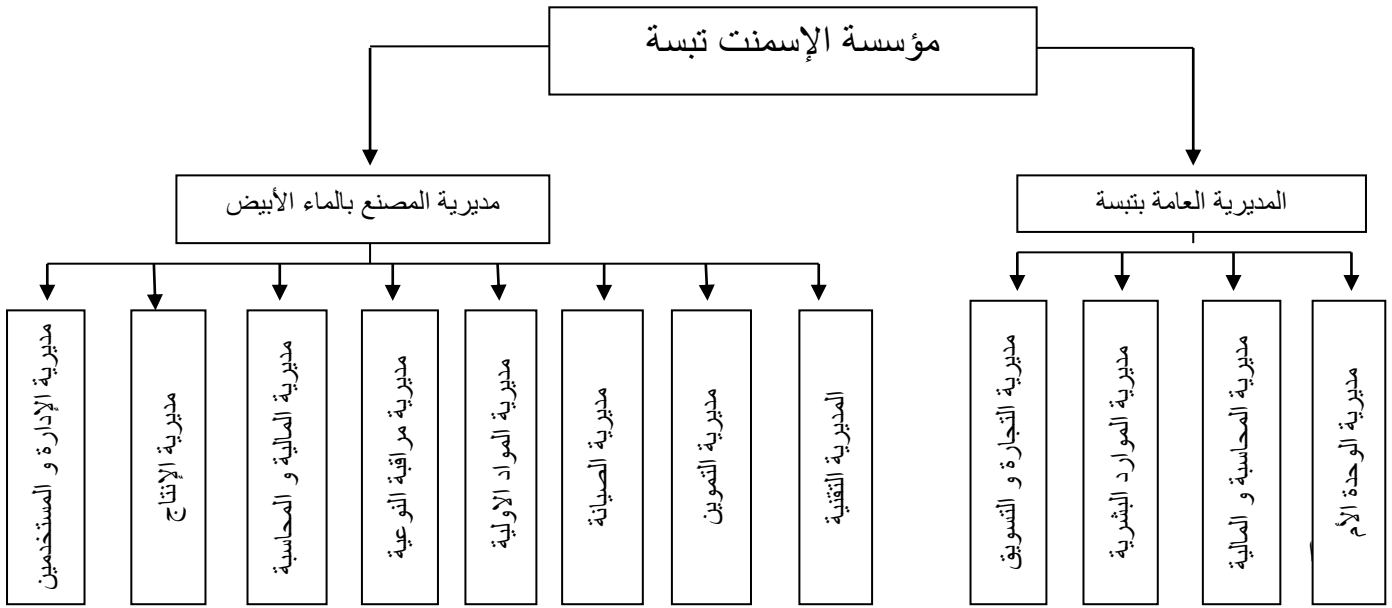 مؤسسة الإسمنت تبسة
المديرية العامة بتبسة
مديرية المصنع بالماء الأبيض
مديرية الوحدة الأم
مديرية المحاسبة و المالية
مديرية الموارد البشرية
مديرية التجارة و التسويق
المديرية التقنية
مديرية التموين
مديرية الصيانة
مديرية المواد الاولية
مديرية مراقبة النوعية
مديرية المالية و المحاسبة
مديرية الإنتاج
مديرية الإدارة و المستخدمين